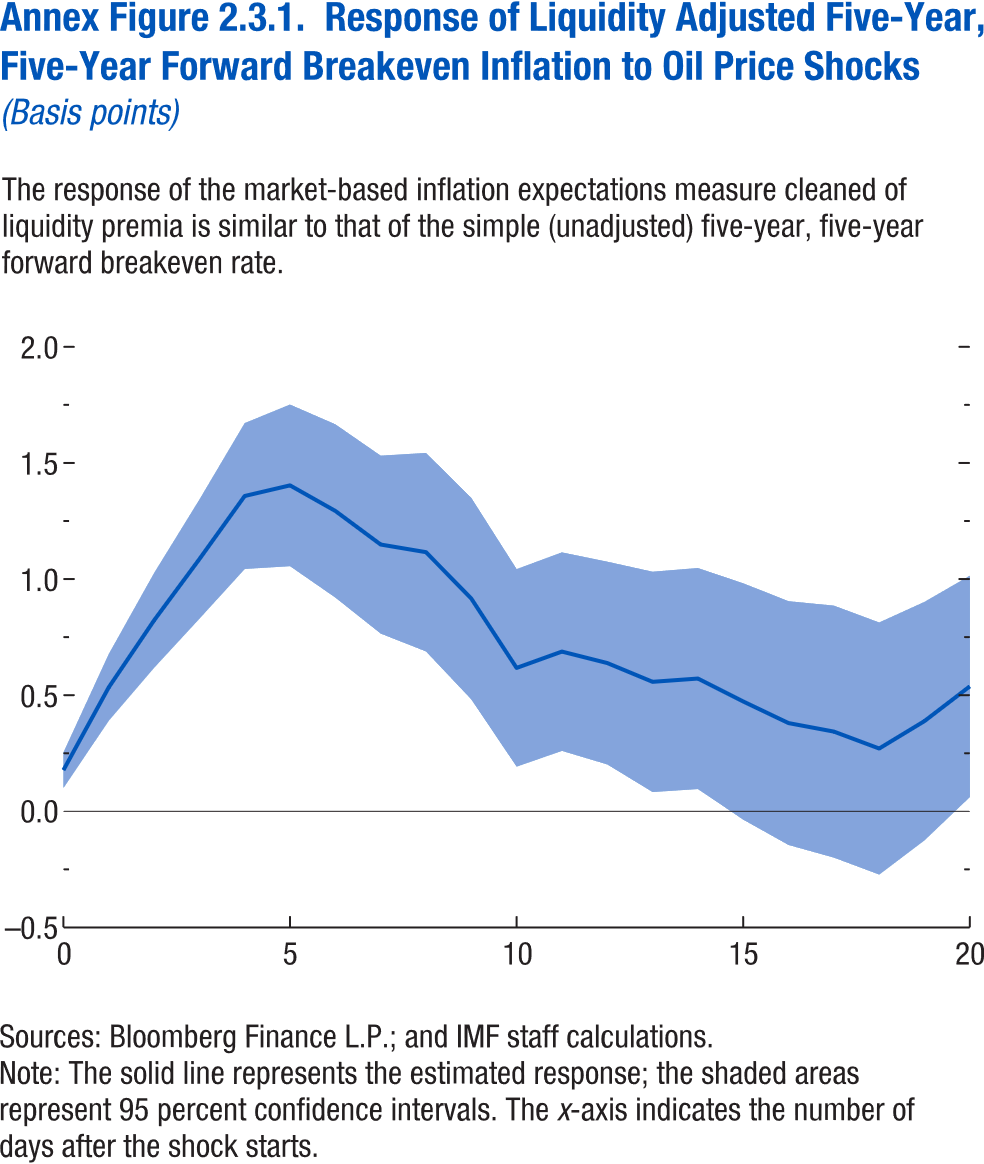 Annex Figure 2.3.1.  Response of Liquidity Adjusted Five-Year,
Five-Year Forward Breakeven Inflation to Oil Price Shocks
(Basis points)
The response of the market-based inflation expectations measure cleaned of
liquidity premia is similar to that of the simple (unadjusted) five-year, five-year
forward breakeven rate.
2.0
1.5
1.0
0.5
0.0
–0.5
0 5 10 15 20
Sources: Bloomberg Finance L.P.; and IMF staff calculations.
Note: The solid line represents the estimated response; the shaded areas
represent 95 percent confidence intervals. The x-axis indicates the number of
days after the shock starts.